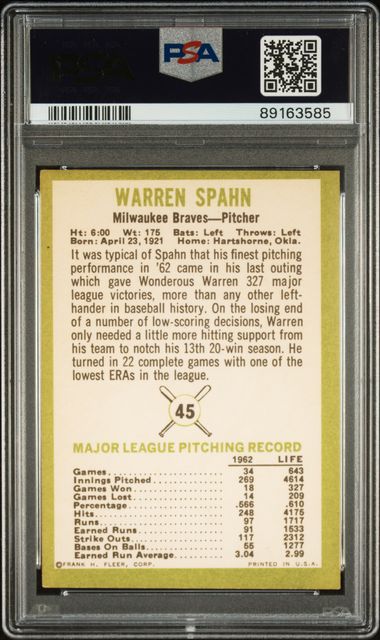 PSA
PSA
89163585
WARREN SPAHN
Milwaukee Braves—Pitcher
Ht: 6:00 Wt: 175 Bats: Left Throws: Left
Born: April 23, 1921 Home: Hartshorne, Okla.
It was typical of Spahn that his finest pitching
performance in '62 came in his last outing
which gave Wonderous Warren 327 major
league victories, more than any other left-
hander in baseball history. On the losing end
of a number of low-scoring decisions, Warren
only needed a little more hitting support from
his team to notch his 13th 20-win season. He
turned in 22 complete games with one of the
lowest ERAs in the league.
45
MAJOR LEAGUE PITCHING RECORD
1962 LIFE
Games 34 643
Innings Pitched 269 4614
Games Won 18 327
Games Lost 14 209
Percentage .566 .610
Hits 248 4175
Runs 97 1717
Earned Runs 91 1533
Strike Outs 117 2312
Bases On Balls 55 1277
Earned Run Average 3.04 2.99
©FRANK H. FLEER, CORP. PRINTED IN U.S.A.
PSA